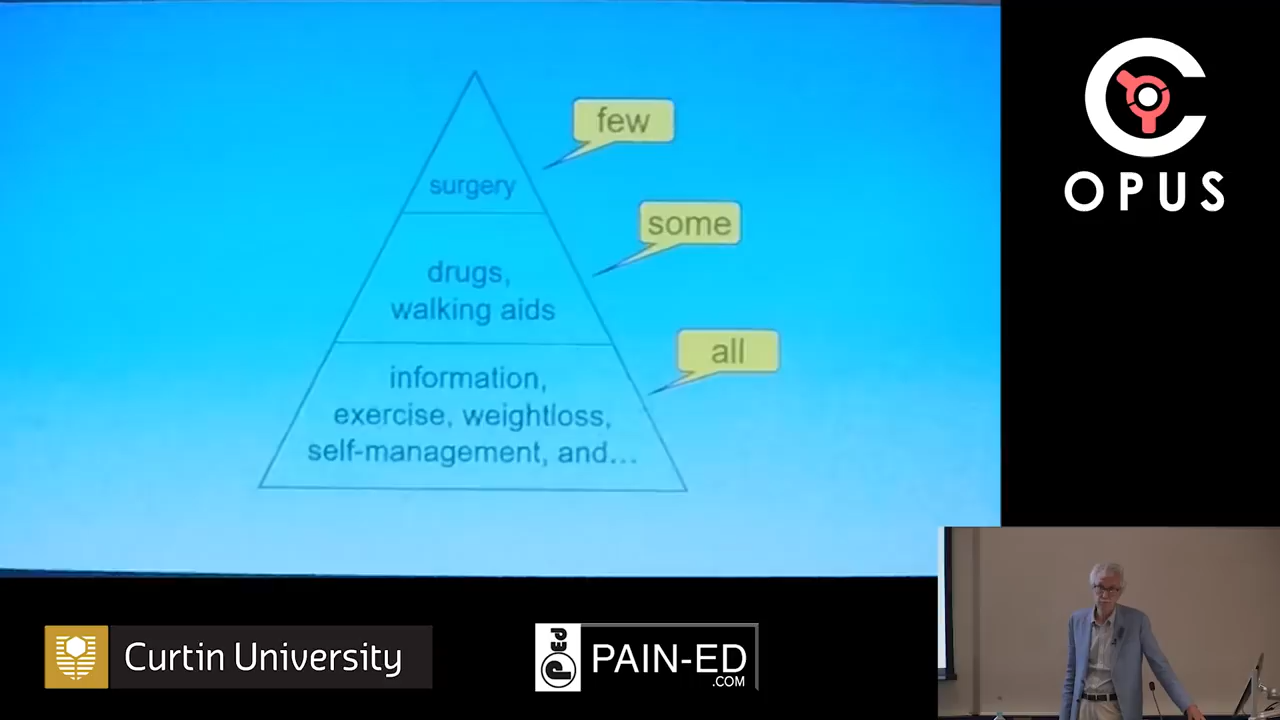 few
surgery
some
drugs,
walking aids
all
information,
exercise, weightloss,
self-management, and...
OPUS
Curtin University
PED
PAIN-ED
.COM